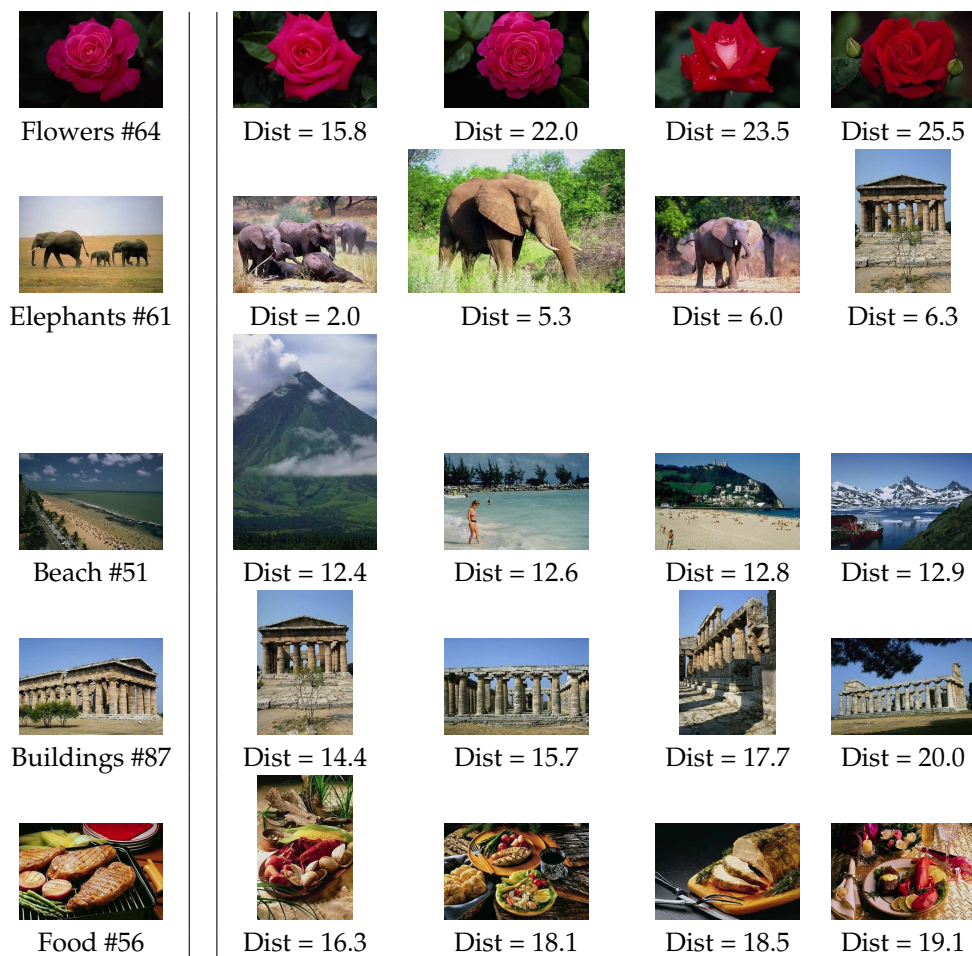 Flowers #64 Dist = 15.8 Dist = 22.0 Dist = 23.5 Dist = 25.5
Elephants #61 Dist = 2.0 Dist = 5.3 Dist = 6.0 Dist = 6.3
Beach #51 Dist = 12.4 Dist = 12.6 Dist = 12.8 Dist = 12.9
Buildings #87 Dist = 14.4 Dist = 15.7 Dist = 17.7 Dist = 20.0
Food #56 Dist = 16.3 Dist = 18.1 Dist = 18.5 Dist = 19.1